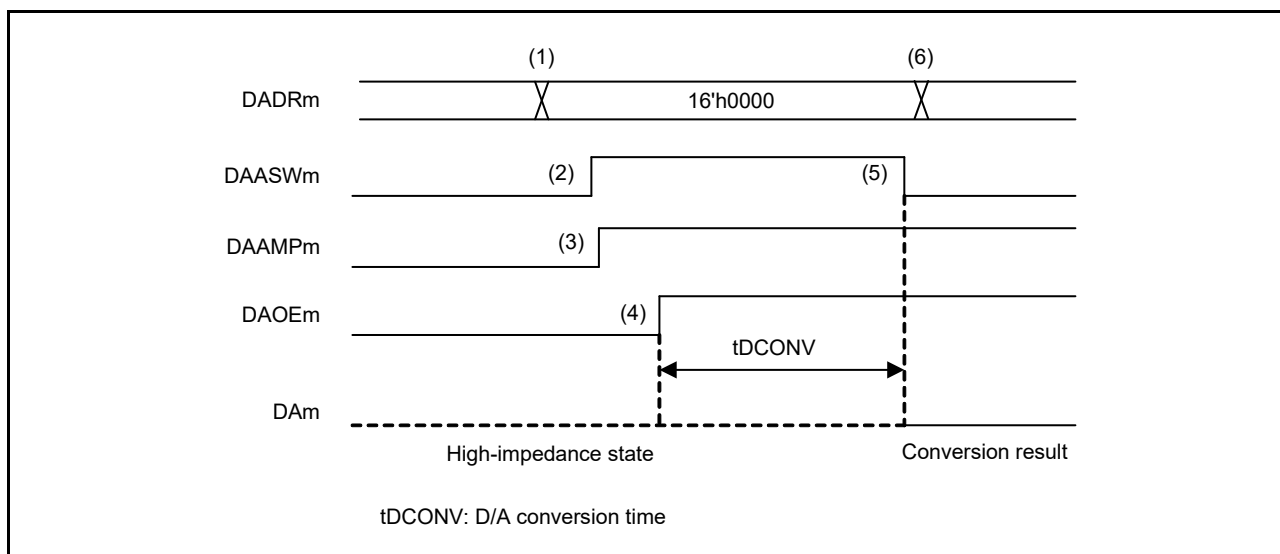 (1) (6)
DADRm 16'h0000
DAASWm (2) (5)
DAAMPm (3)
DAOEm (4)
tDCONV
DAm
High-impedance state Conversion result
tDCONV: D/A conversion time